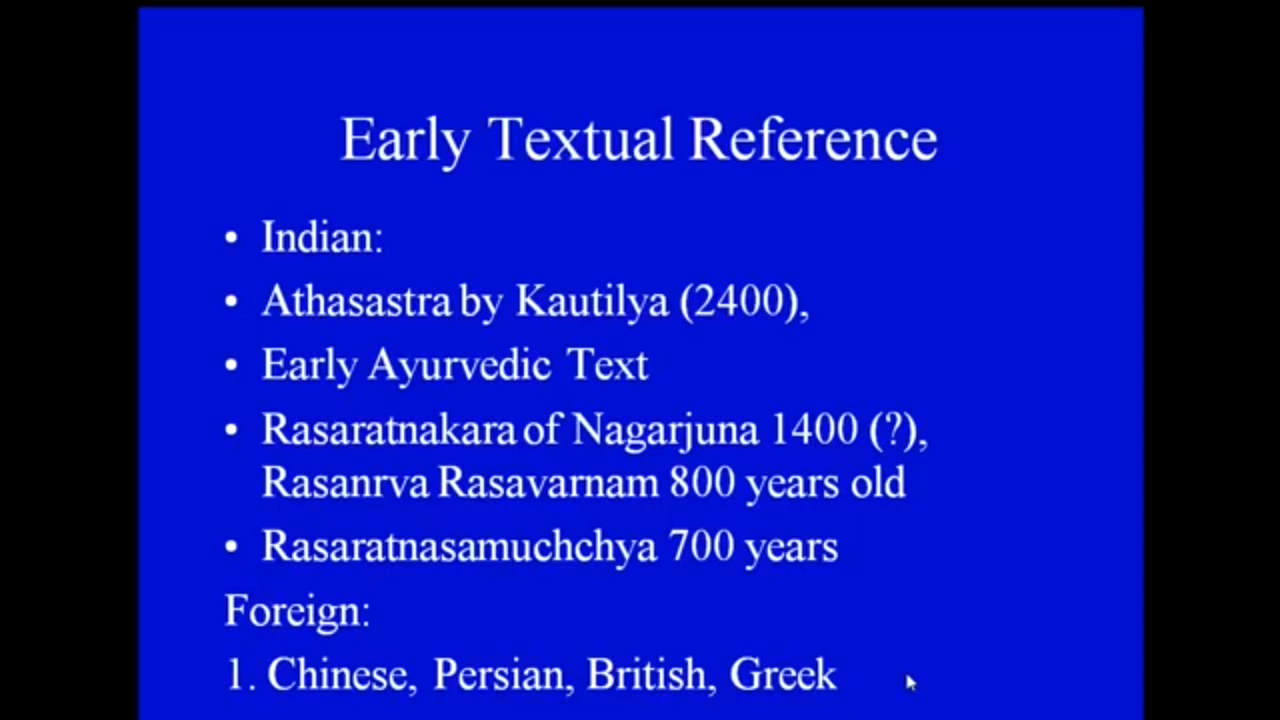 Early Textual Reference
• Indian:
• Athasastra by Kautilya (2400),
• Early Ayurvedic Text
• Rasaratnakara of Nagarjuna 1400 (?),
Rasanrva Rasavarnam 800 years old
• Rasaratnasamuchchya 700 years
Foreign:
1. Chinese, Persian, British, Greek